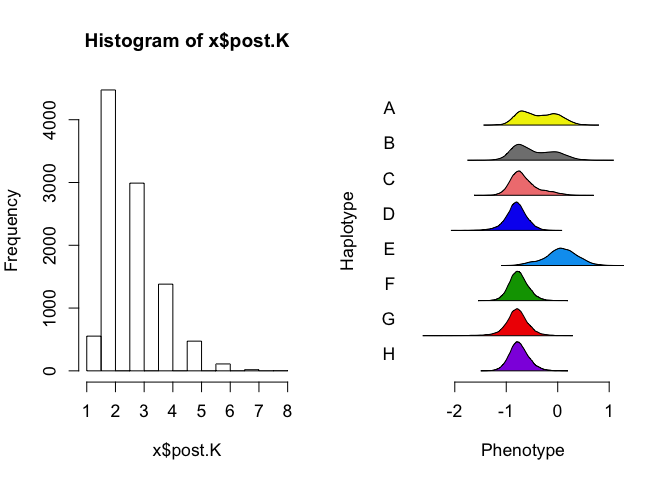 Histogram of x$post.K
Frequency
0
1000
2000
3000
4000
1 2 3 4 5 6 7 8
x$post.K
Haplotype
A
B
C
D
E
F
G
H
-2 -1 0 1
Phenotype